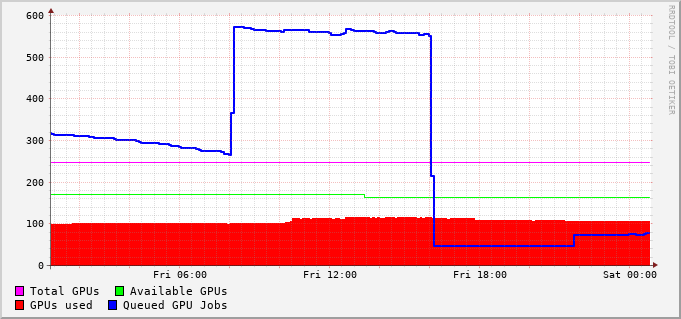 RRDTOOL / TOBI OETIKER
600
500
400
300
200
100
0
Fri 06:00 Fri 12:00 Fri 18:00 Sat 00:00
Total GPUs Available GPUs
GPUs used Queued GPU Jobs